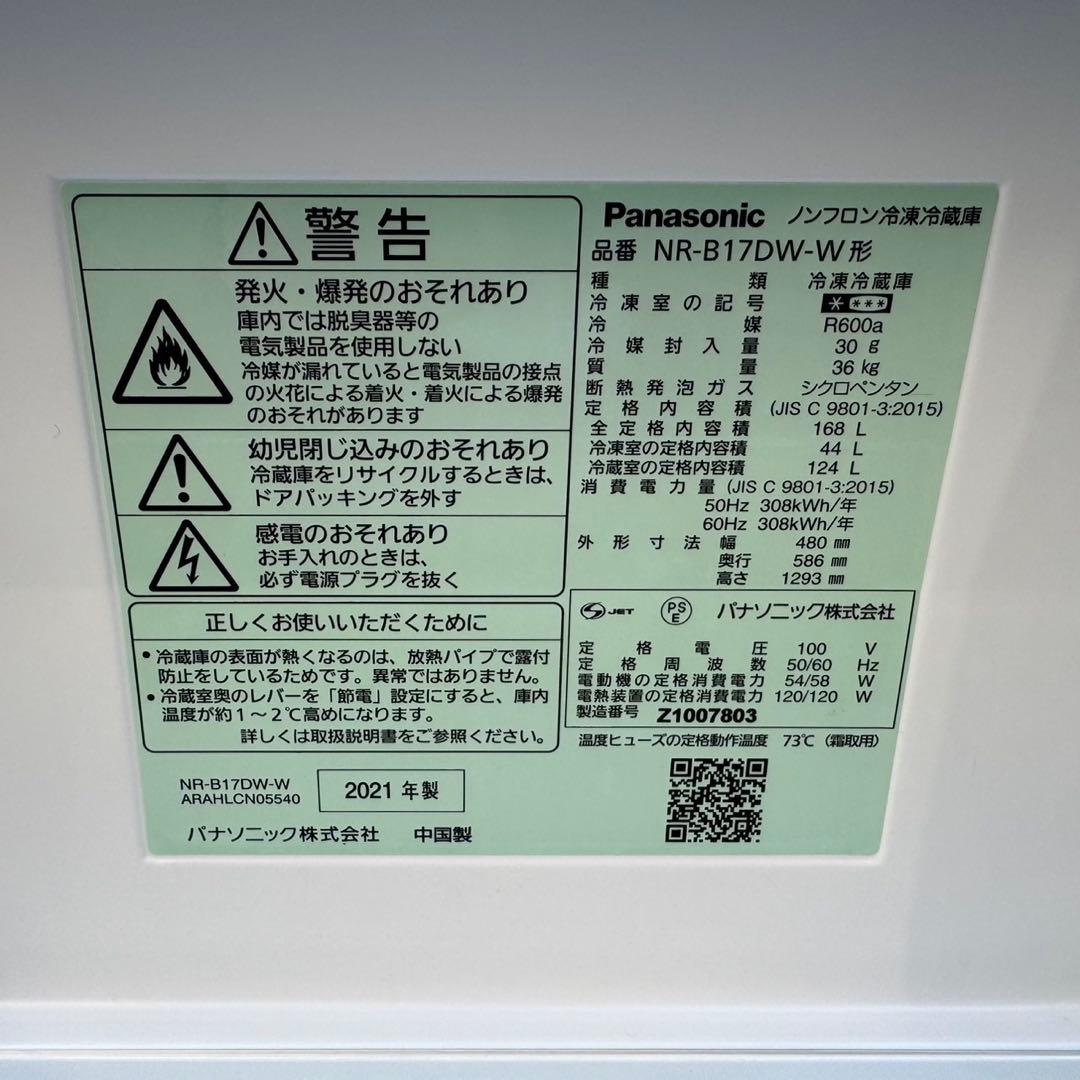 警告
発火・爆発のおそれあり
庫内では脱臭器等の
電気製品を使用しない
冷媒が漏れていると電気製品の接点
の火花による着火・着火による爆発
のおそれがあります
幼児閉じ込みのおそれあり
冷蔵庫をリサイクルするときは、
ドアパッキングを外す
感電のおそれあり
お手入れのときは、
必ず電源プラグを抜く
正しくお使いいただくために
・冷蔵庫の表面が熱くなるのは、放熱パイプで露付
防止をしているためです。異常ではありません。
・冷蔵室奥のレバーを「節電」設定にすると、庫内
温度が約1〜2℃高めになります。
詳しくは取扱説明書をご参照ください。
NR-B17DW-W
ARAHLCN05540
2021 年製
パナソニック株式会社 中国製
Panasonic ノンフロン冷凍冷蔵庫
品番 NR-B17DW-W形
種類 冷凍冷蔵庫
冷凍室の記号 * ***
冷媒 R600a
冷媒封入量 30 g
質量 36 kg
断熱発泡ガス シクロペンタン
定格内容積 (JIS C 9801-3:2015)
全定格内容積 168 L
冷凍室の定格内容積 44 L
冷蔵室の定格内容積 124 L
消費電力量 (JIS C 9801-3:2015)
50Hz 308kWh/年
60Hz 308kWh/年
外形寸法 幅 480 mm
奥行 586 mm
高さ 1293 mm
S JET PSE パナソニック株式会社
定格電圧 100 V
定格周波数 50/60 Hz
電動機の定格消費電力 54/58 W
電熱装置の定格消費電力 120/120 W
製造番号 Z1007803
温度ヒューズの定格動作温度 73℃(霜取用)